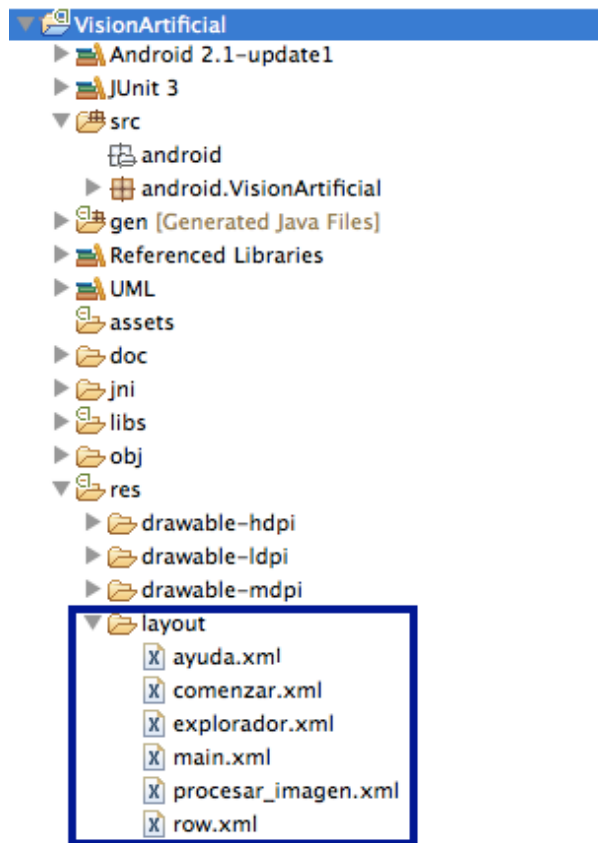 VisionArtificial
Android 2.1-update1
JUnit 3
src
android
android.VisionArtificial
gen [Generated Java Files]
Referenced Libraries
UML
assets
doc
jni
libs
obj
res
drawable-hdpi
drawable-ldpi
drawable-mdpi
layout
ayuda.xml
comenzar.xml
explorador.xml
main.xml
procesar_imagen.xml
row.xml